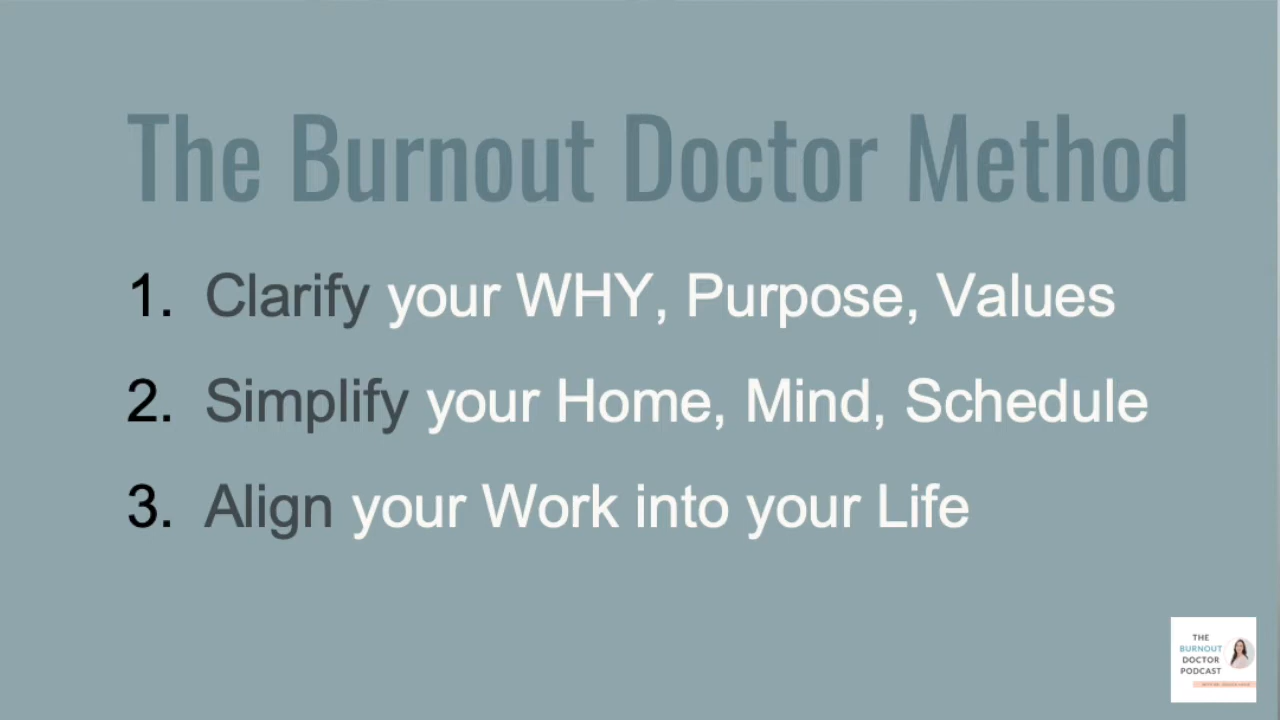 The Burnout Doctor Method
1. Clarify your WHY, Purpose, Values
2. Simplify your Home, Mind, Schedule
3. Align your Work into your Life
THE
BURNOUT
DOCTOR
PODCAST